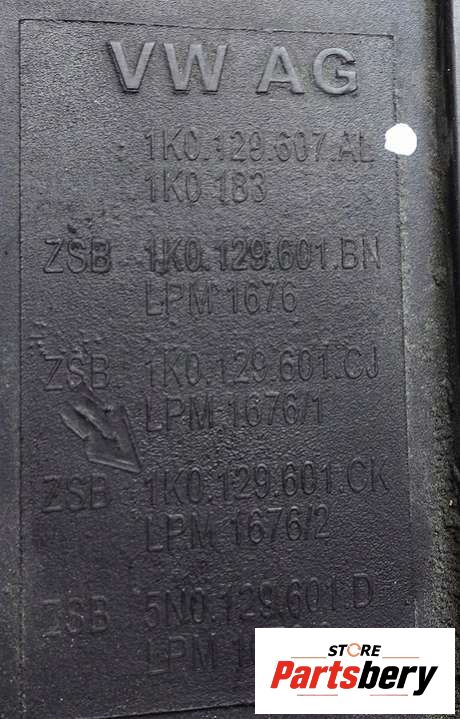 VW AG
1K0.129.607.AL
1K0 183
ZSB 1K0.129.601.BN
LPM 1676
ZSB 1K0.129.601.CJ
LPM 1676/1
ZSB 1K0.129.601.CK
LPM 1676/2
ZSB 5N0.129.601.D
LPM
STORE
Partsbery